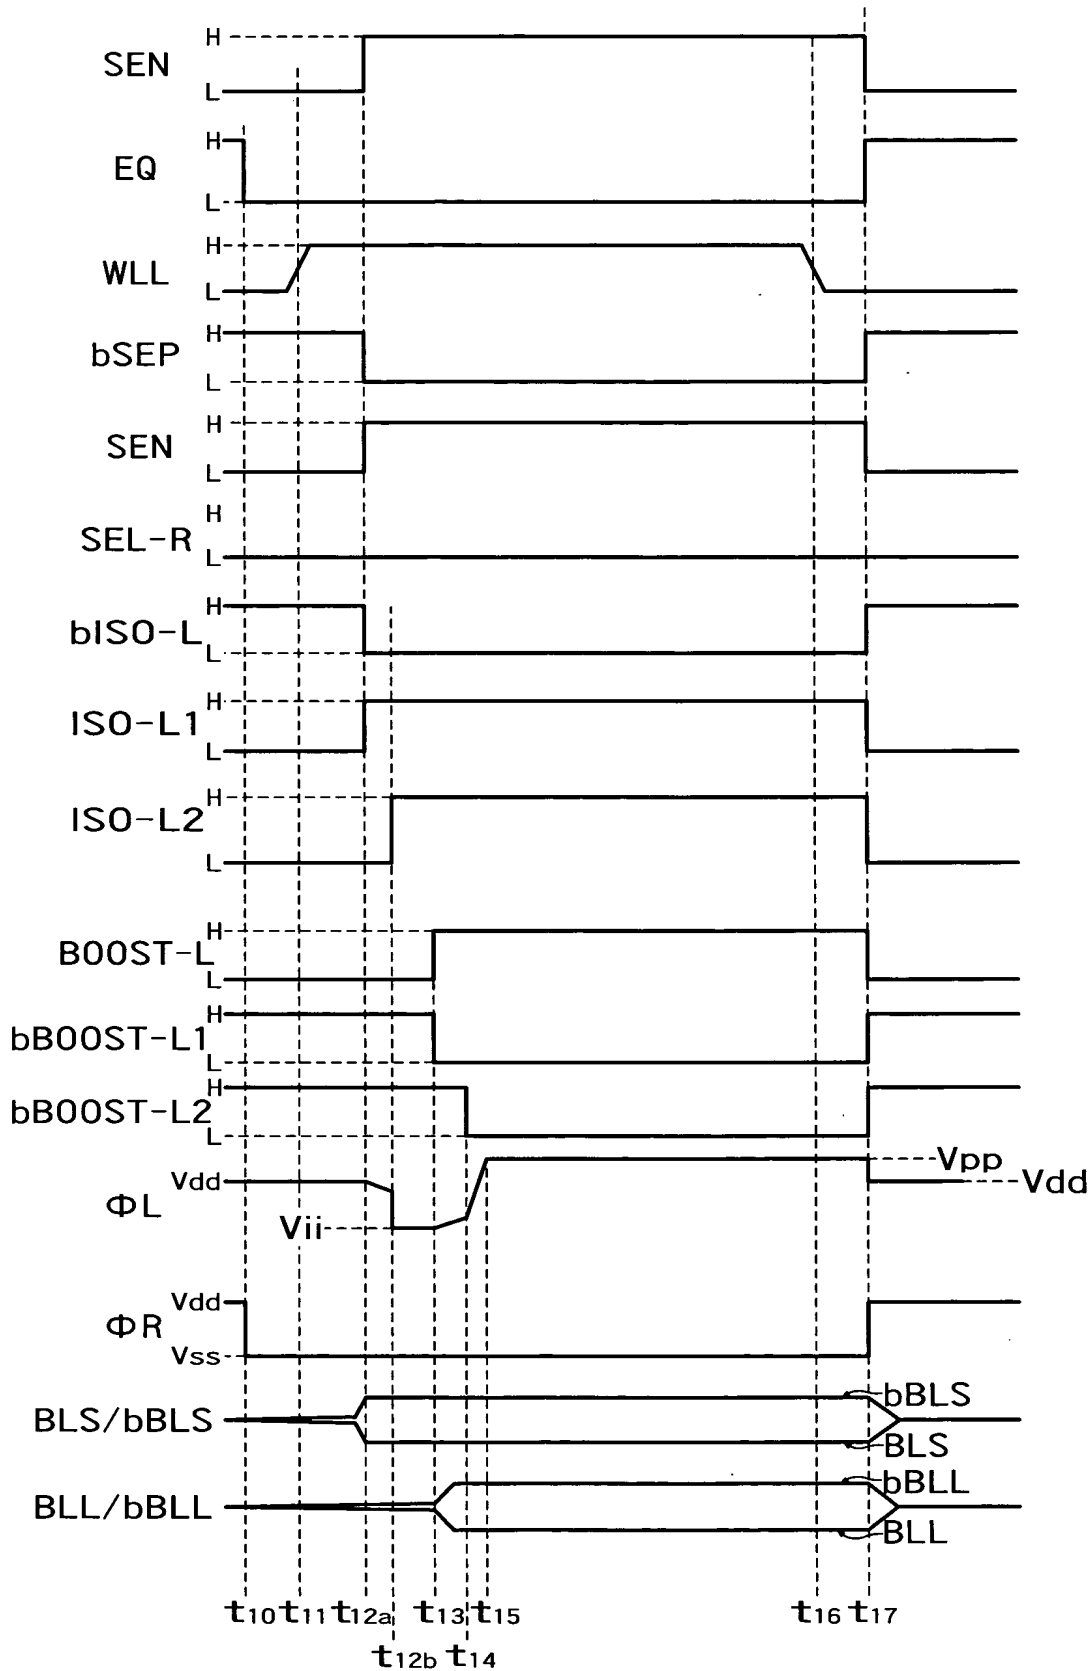 H
SEN
L
H
EQ
L
H
WLL
L
H
bSEP
L
H
SEN
L
H
SEL-R
L
H
bISO-L
L
H
ISO-L1
L
H
ISO-L2
L
H
BOOST-L
L
H
bBOOST-L1
L
H
bBOOST-L2
L
Vpp
Vdd
Vdd
ΦL
Vii
Vdd
ΦR
Vss
bBLS
BLS/bBLS
BLS
bBLL
BLL/bBLL
BLL
t10 t11 t12a t13 t15 t16 t17
t12b t14